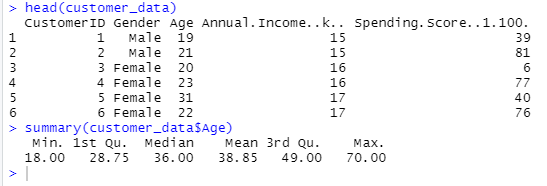 > head(customer_data)
  CustomerID Gender Age Annual.Income..k.. Spending.Score..1.100.
1          1   Male  19                 15                     39
2          2   Male  21                 15                     81
3          3 Female  20                 16                      6
4          4 Female  23                 16                     77
5          5 Female  31                 17                     40
6          6 Female  22                 17                     76
> summary(customer_data$Age)
   Min. 1st Qu.  Median    Mean 3rd Qu.    Max.
  18.00   28.75   36.00   38.85   49.00   70.00
>